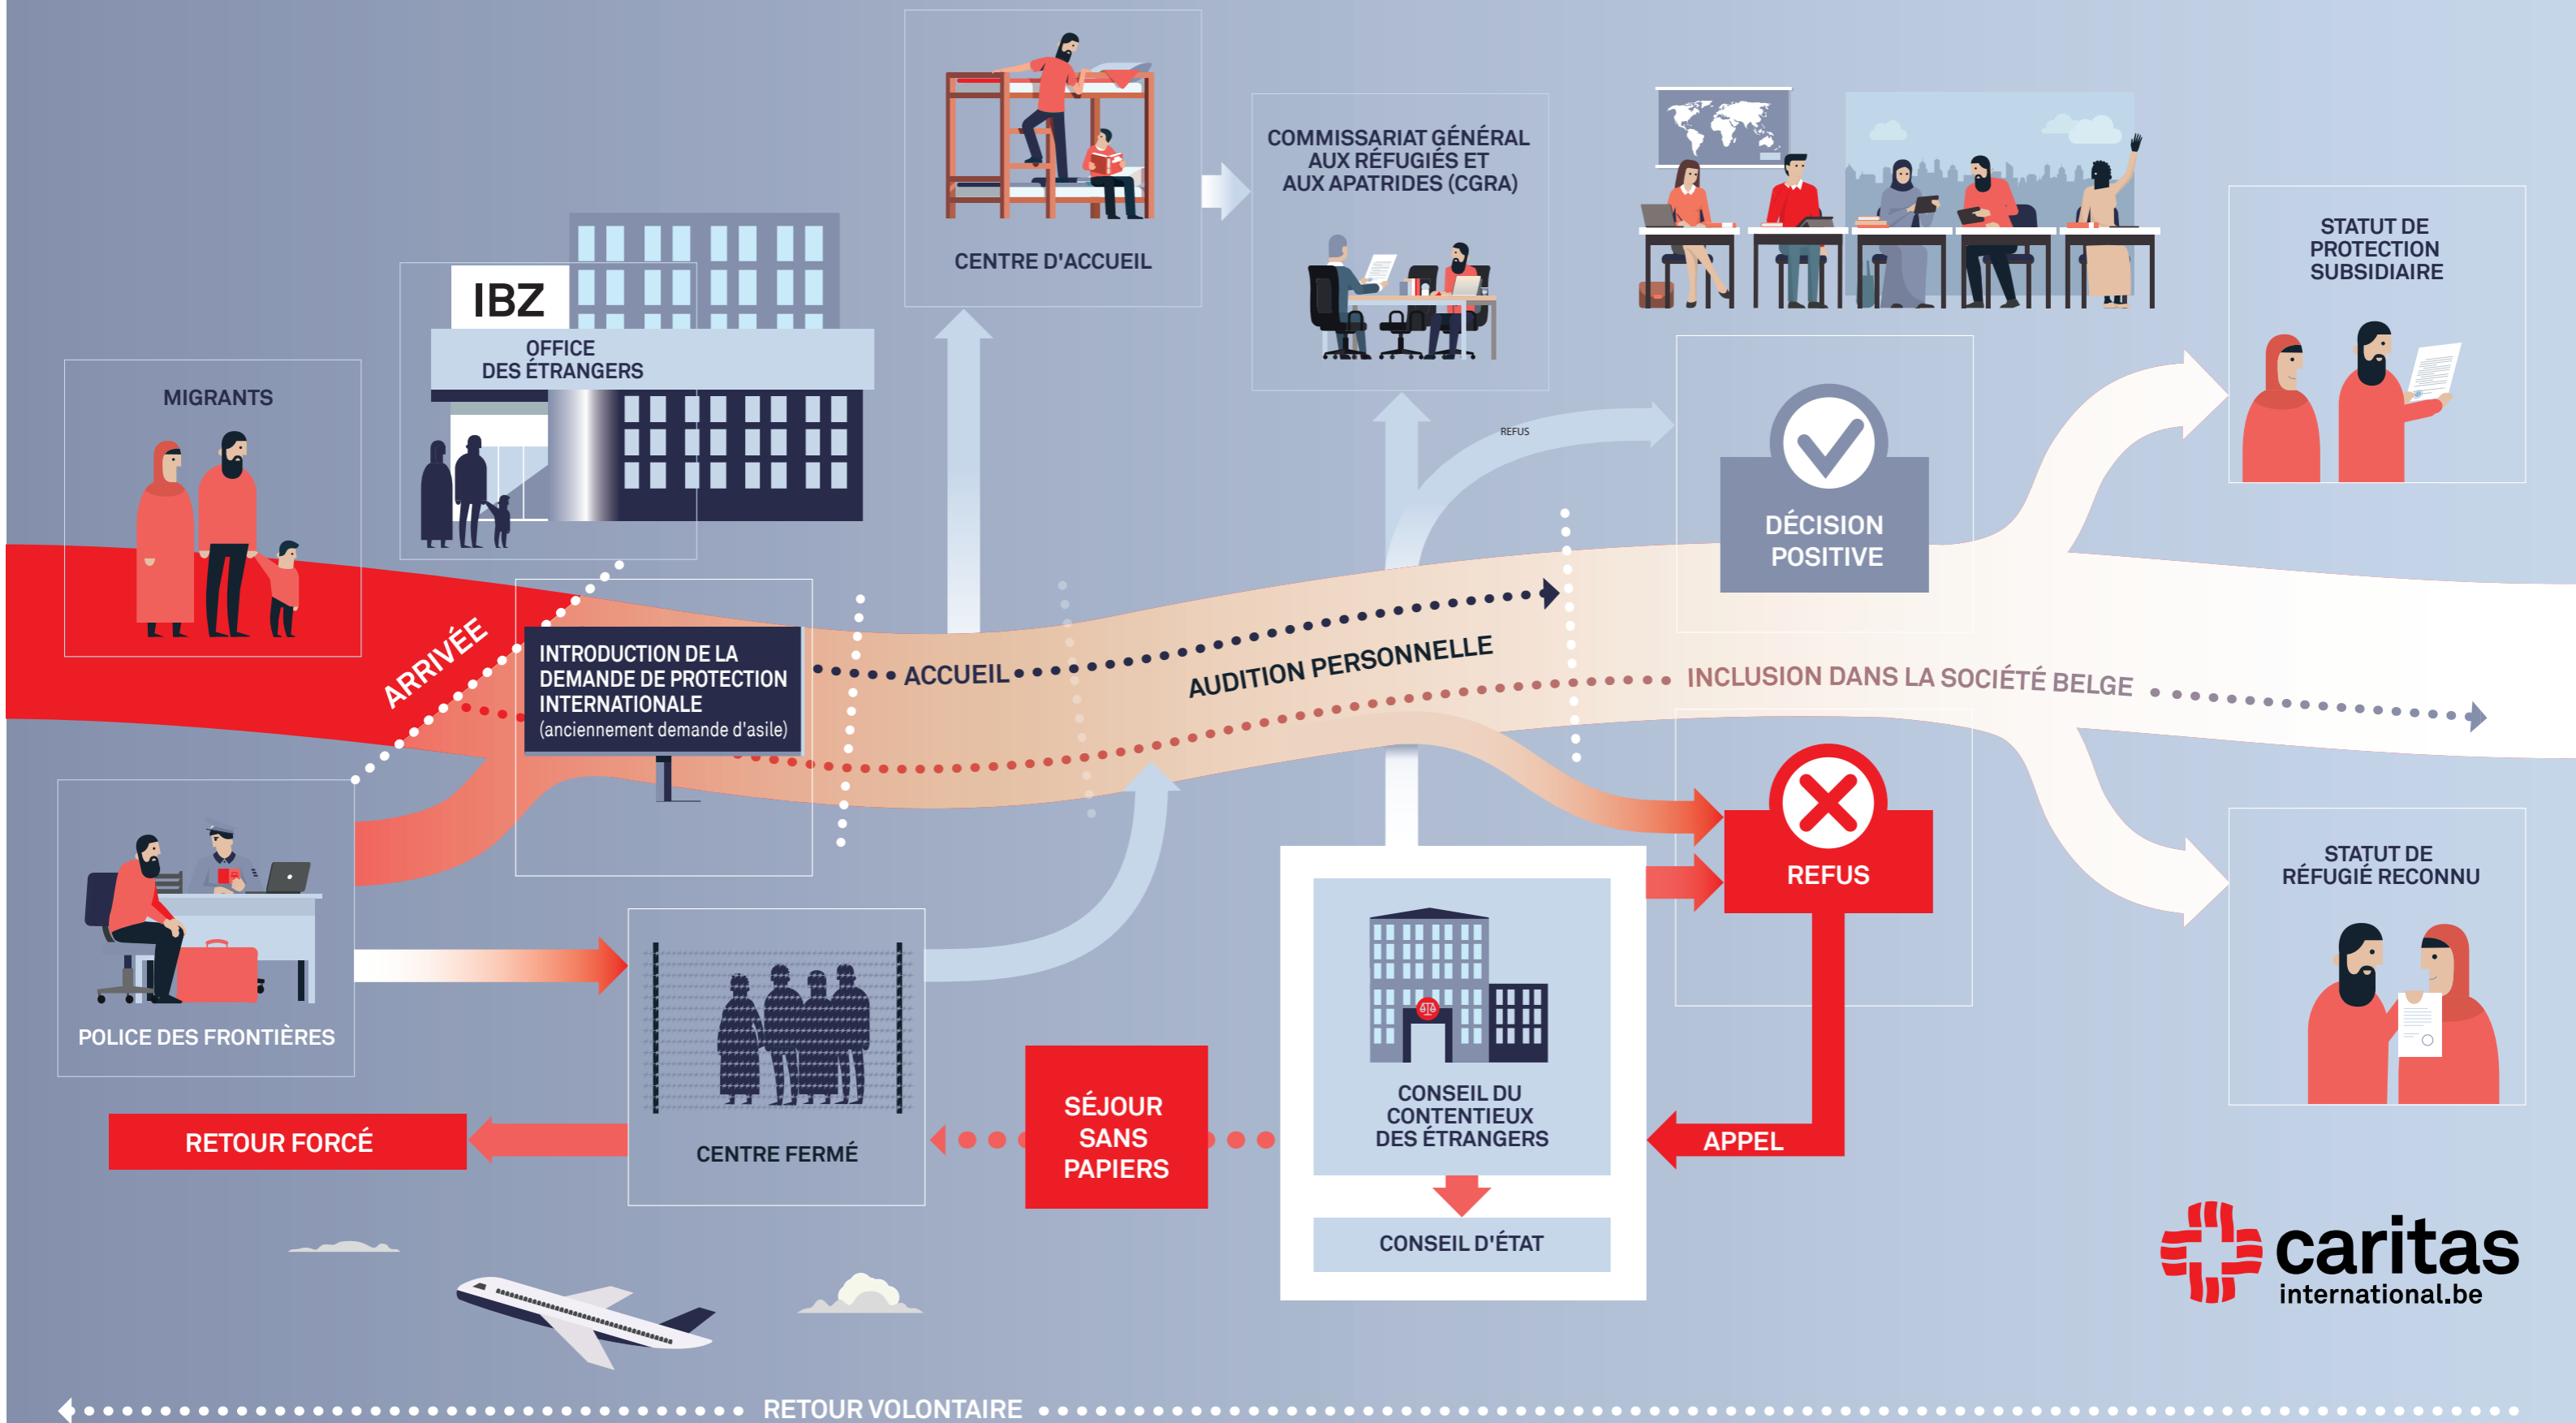 MIGRANTS
IBZ
OFFICE
DES ÉTRANGERS
CENTRE D'ACCUEIL
COMMISSARIAT GÉNÉRAL
AUX RÉFUGIÉS ET
AUX APATRIDES (CGRA)
STATUT DE
PROTECTION
SUBSIDIAIRE
REFUS
DÉCISION
POSITIVE
ARRIVÉE
INTRODUCTION DE LA
DEMANDE DE PROTECTION
INTERNATIONALE
(anciennement demande d'asile)
ACCUEIL
AUDITION PERSONNELLE
INCLUSION DANS LA SOCIÉTÉ BELGE
POLICE DES FRONTIÈRES
REFUS
STATUT DE
RÉFUGIÉ RECONNU
RETOUR FORCÉ
CENTRE FERMÉ
SÉJOUR
SANS
PAPIERS
CONSEIL DU
CONTENTIEUX
DES ÉTRANGERS
APPEL
CONSEIL D'ÉTAT
caritas
international.be
RETOUR VOLONTAIRE